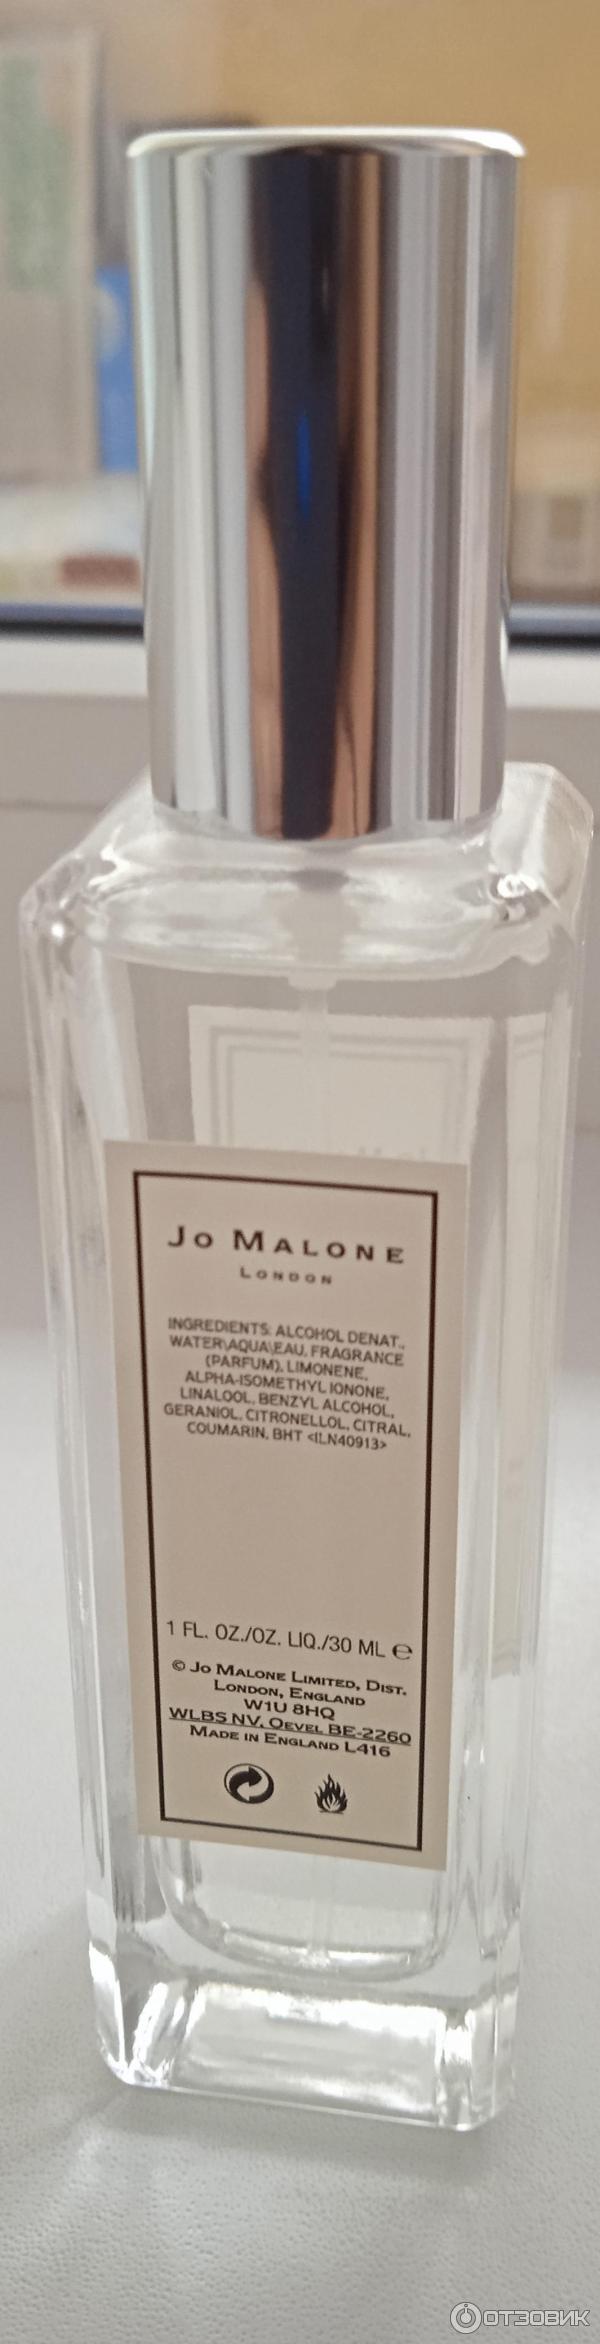 JO MALONE
LONDON
INGREDIENTS: ALCOHOL DENAT.,
WATER\AQUA\EAU, FRAGRANCE
(PARFUM), LIMONENE,
ALPHA-ISOMETHYL IONONE,
LINALOOL, BENZYL ALCOHOL,
GERANIOL, CITRONELLOL, CITRAL,
COUMARIN, BHT <ILN40913>
1 FL. OZ./OZ. LIQ./30 ML ℮
© JO MALONE LIMITED, DIST.
LONDON, ENGLAND
W1U 8HQ
WLBS NV, OEVEL BE-2260
MADE IN ENGLAND L416
ОТЗОВИК